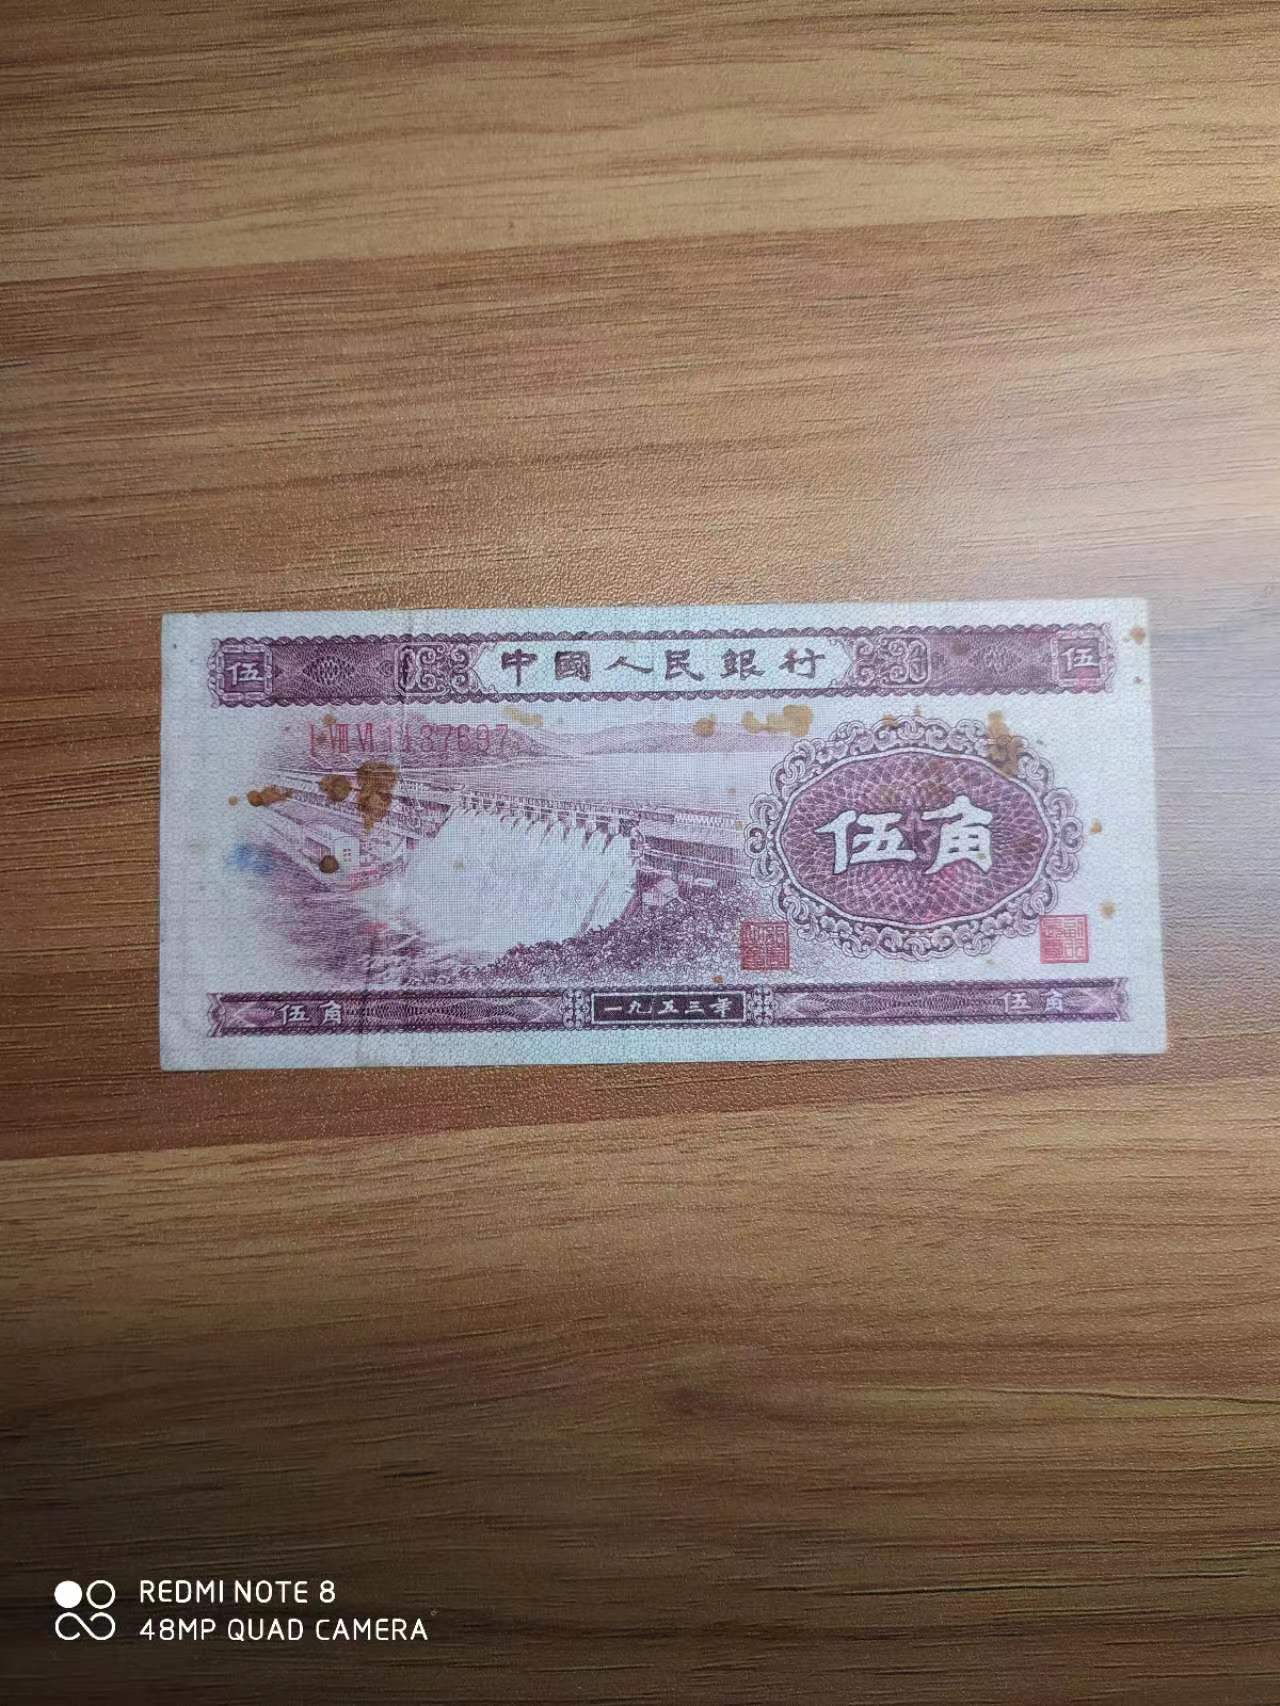 伍 中國人民銀行 伍
I VIII VI 1137697
伍角
伍角 一九五三年 伍角
REDMI NOTE 8
48MP QUAD CAMERA